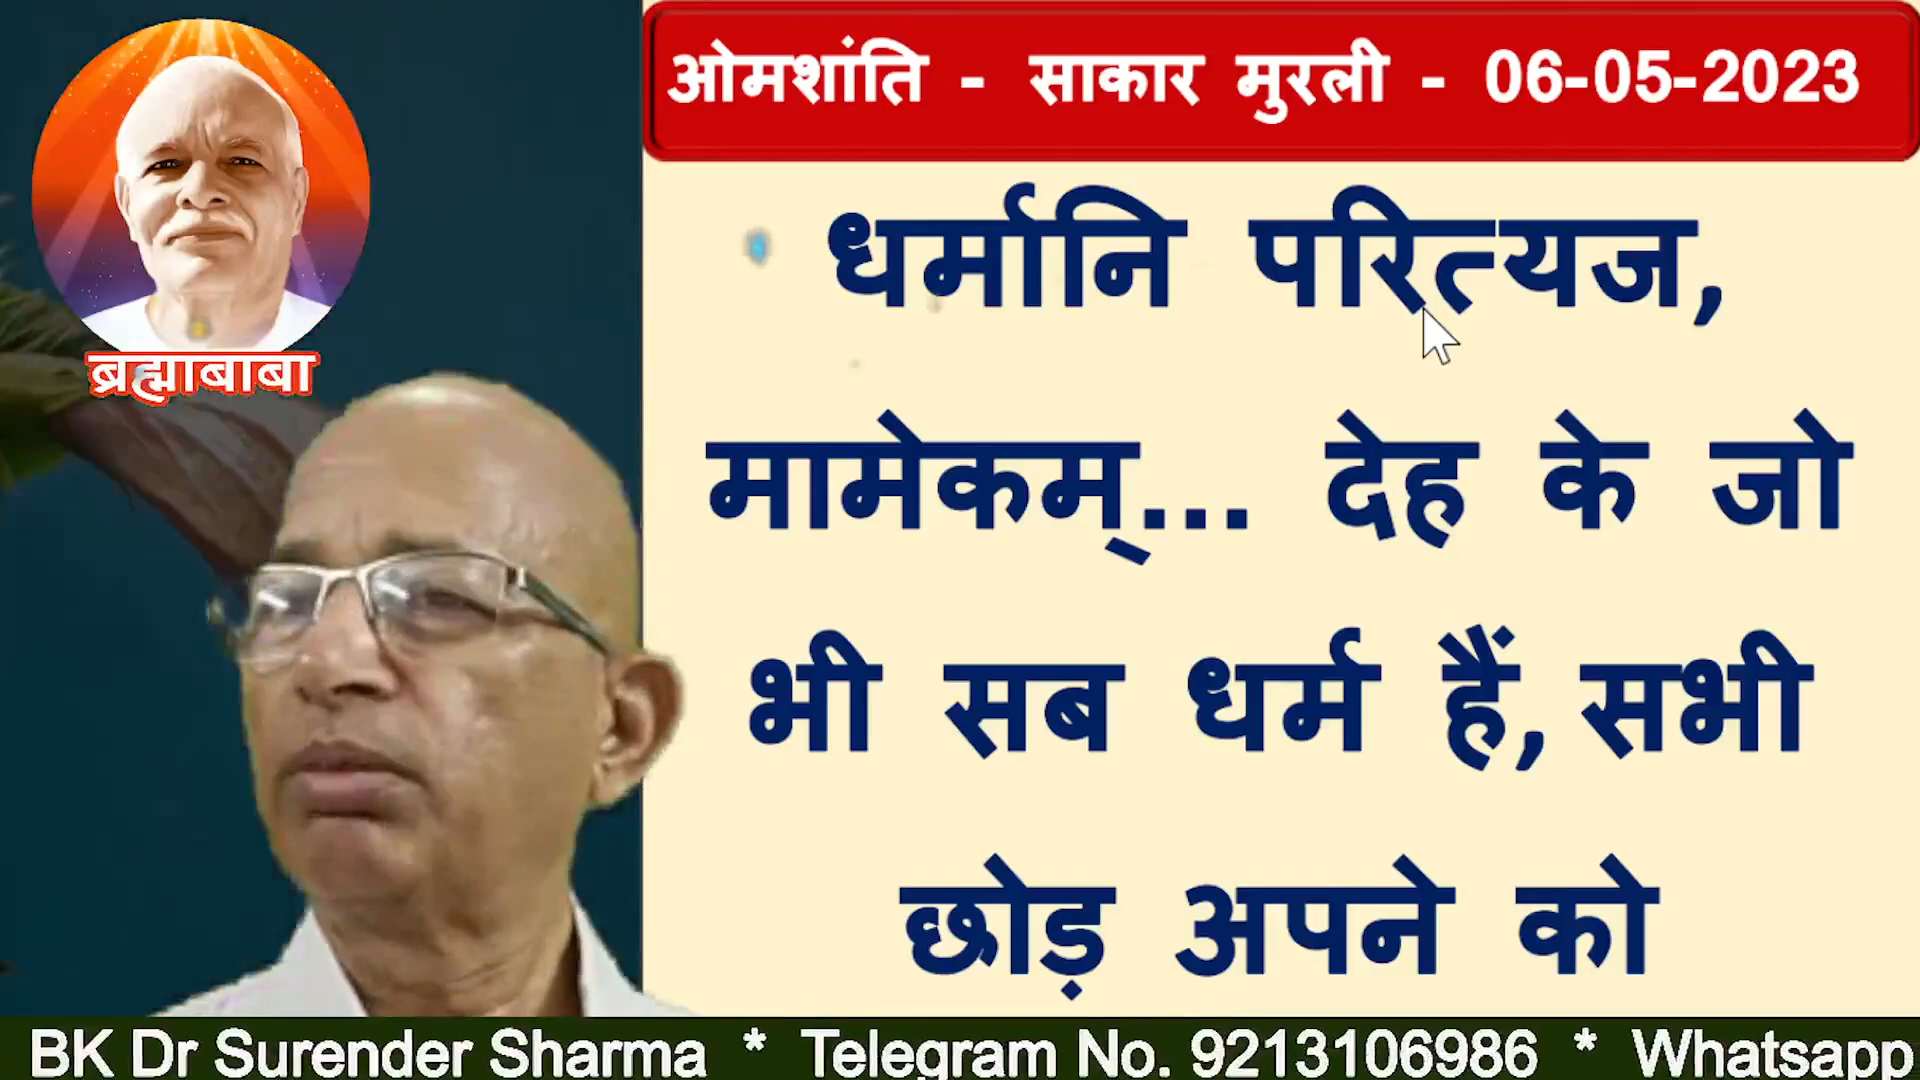 ओमशांति - साकार मुरली - 06-05-2023
ब्रह्माबाबा
धर्मानि परित्यज,
मामेकम्... देह के जो
भी सब धर्म हैं, सभी
छोड़ अपने को
BK Dr Surender Sharma * Telegram No. 9213106986 * Whatsapp